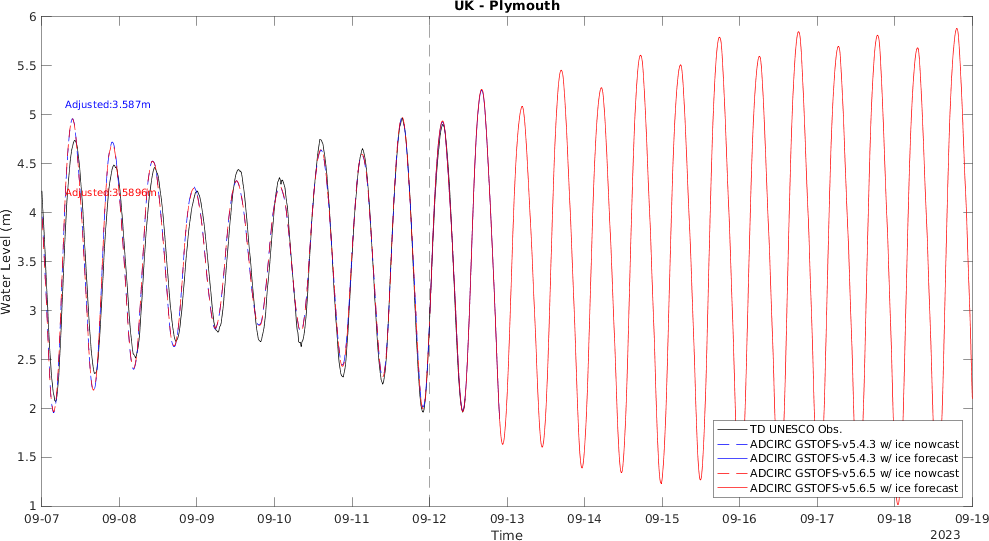 UK - Plymouth
6
5.5
5
4.5
4
3.5
3
2.5
2
1.5
1
Water Level (m)
Adjusted:3.587m
Adjusted:3.5896m
TD UNESCO Obs.
ADCIRC GSTOFS-v5.4.3 w/ ice nowcast
ADCIRC GSTOFS-v5.4.3 w/ ice forecast
ADCIRC GSTOFS-v5.6.5 w/ ice nowcast
ADCIRC GSTOFS-v5.6.5 w/ ice forecast
09-07 09-08 09-09 09-10 09-11 09-12 09-13 09-14 09-15 09-16 09-17 09-18 09-19
Time
2023